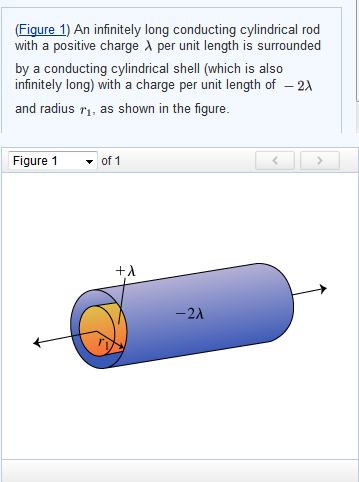 (Figure 1) An infinitely long conducting cylindrical rod
with a positive charge λ per unit length is surrounded
by a conducting cylindrical shell (which is also
infinitely long) with a charge per unit length of − 2λ
and radius r₁, as shown in the figure.
Figure 1 of 1
+λ
−2λ
r₁